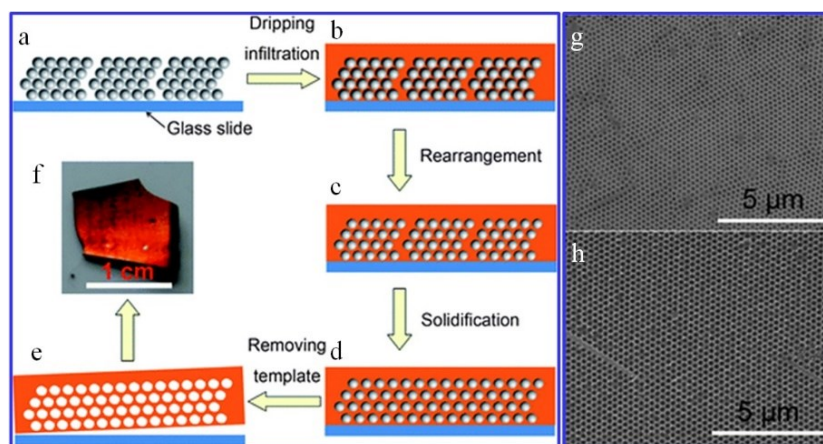 a
Dripping
infiltration
b
Glass slide
Rearrangement
f
c
1 cm
Solidification
e
Removing
template
d
g
5 µm
h
5 µm